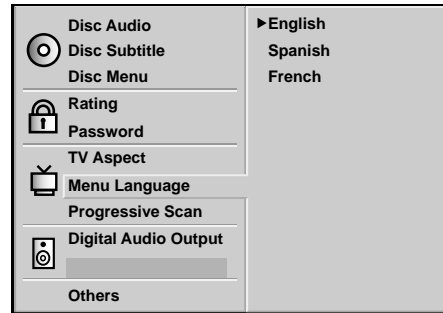 Disc Audio
Disc Subtitle
Disc Menu
Rating
Password
TV Aspect
Menu Language
Progressive Scan
Digital Audio Output
Others
English
Spanish
French